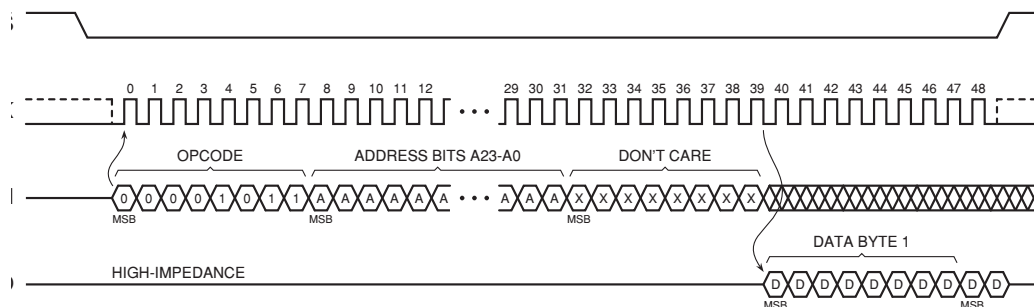 0 1 2 3 4 5 6 7 8 9 10 11 12 29 30 31 32 33 34 35 36 37 38 39 40 41 42 43 44 45 46 47 48
OPCODE ADDRESS BITS A23-A0 DON'T CARE
0 0 0 0 1 0 1 1 A A A A A A A A A X X X X X X X X
MSB MSB MSB
DATA BYTE 1
HIGH-IMPEDANCE
D D D D D D D D D D
MSB MSB